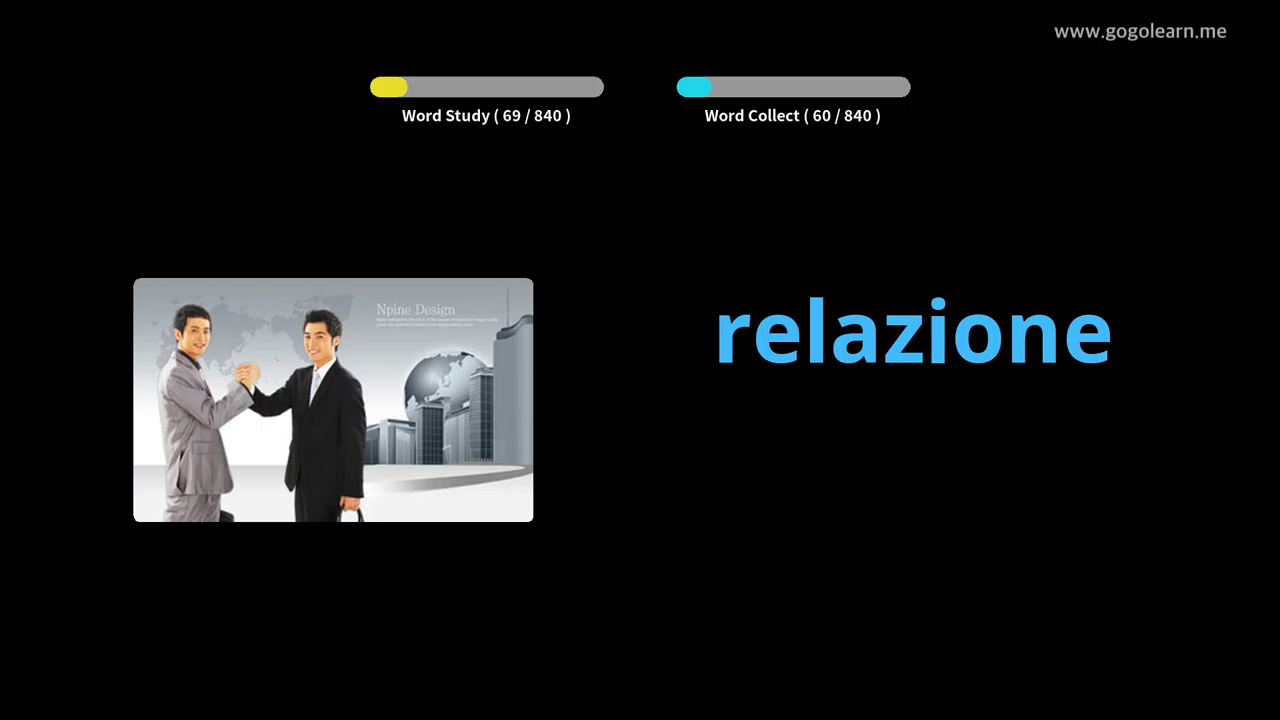 www.gogolearn.me
Word Study ( 69 / 840 )
Word Collect ( 60 / 840 )
Npine Design
relazione